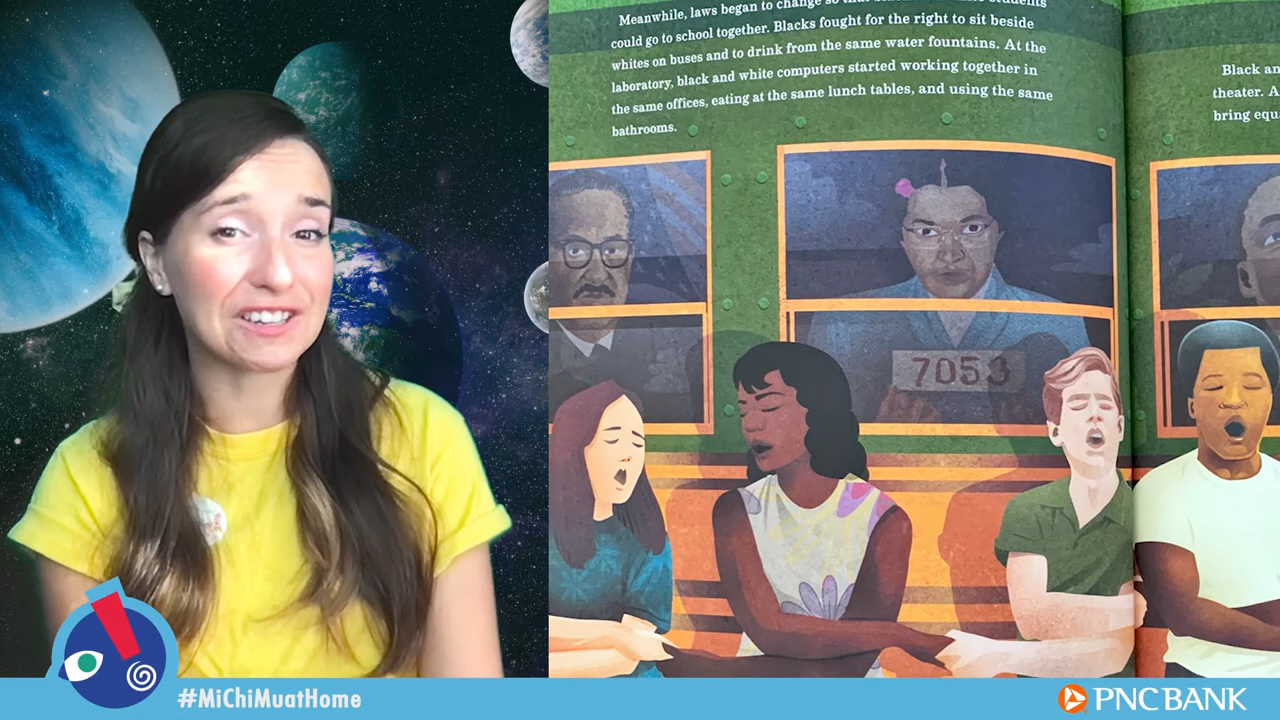 Meanwhile, laws began to change so that
students
could go to school together. Blacks fought for the right to sit beside
whites on buses and to drink from the same water fountains. At the
laboratory, black and white computers started working together in
the same offices, eating at the same lunch tables, and using the same
bathrooms.
Black an
theater. A
bring equ
7053
#MiChiMuatHome
PNC BANK